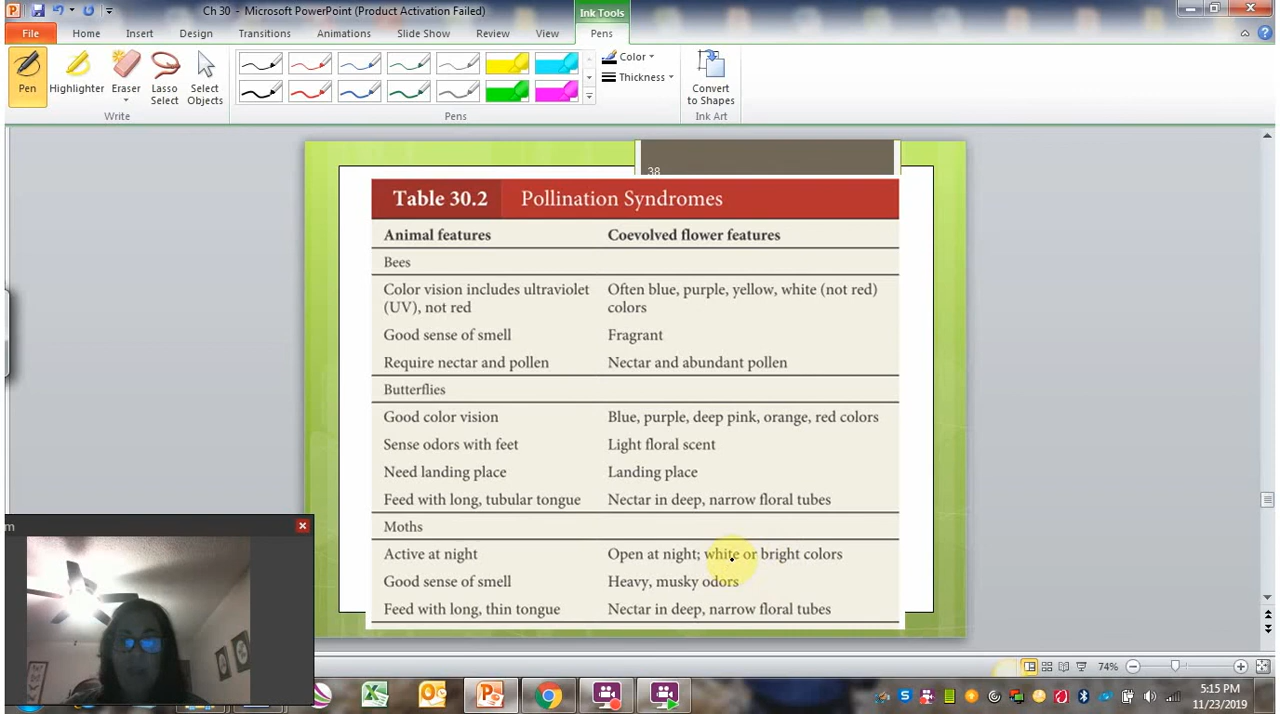 Ch 30 - Microsoft PowerPoint (Product Activation Failed)
Ink Tools
File
Home
Insert
Design
Transitions
Animations
Slide Show
Review
View
Pens
Pen
Highlighter
Eraser
Lasso
Select
Select
Objects
Color
Thickness
Convert
to Shapes
Write
Pens
Ink Art
38
Table 30.2 Pollination Syndromes
Animal features Coevolved flower features
Bees
Color vision includes ultraviolet Often blue, purple, yellow, white (not red)
(UV), not red colors
Good sense of smell Fragrant
Require nectar and pollen Nectar and abundant pollen
Butterflies
Good color vision Blue, purple, deep pink, orange, red colors
Sense odors with feet Light floral scent
Need landing place Landing place
Feed with long, tubular tongue Nectar in deep, narrow floral tubes
Moths
Active at night Open at night; white or bright colors
Good sense of smell Heavy, musky odors
Feed with long, thin tongue Nectar in deep, narrow floral tubes
m
74%
5:15 PM
11/23/2019